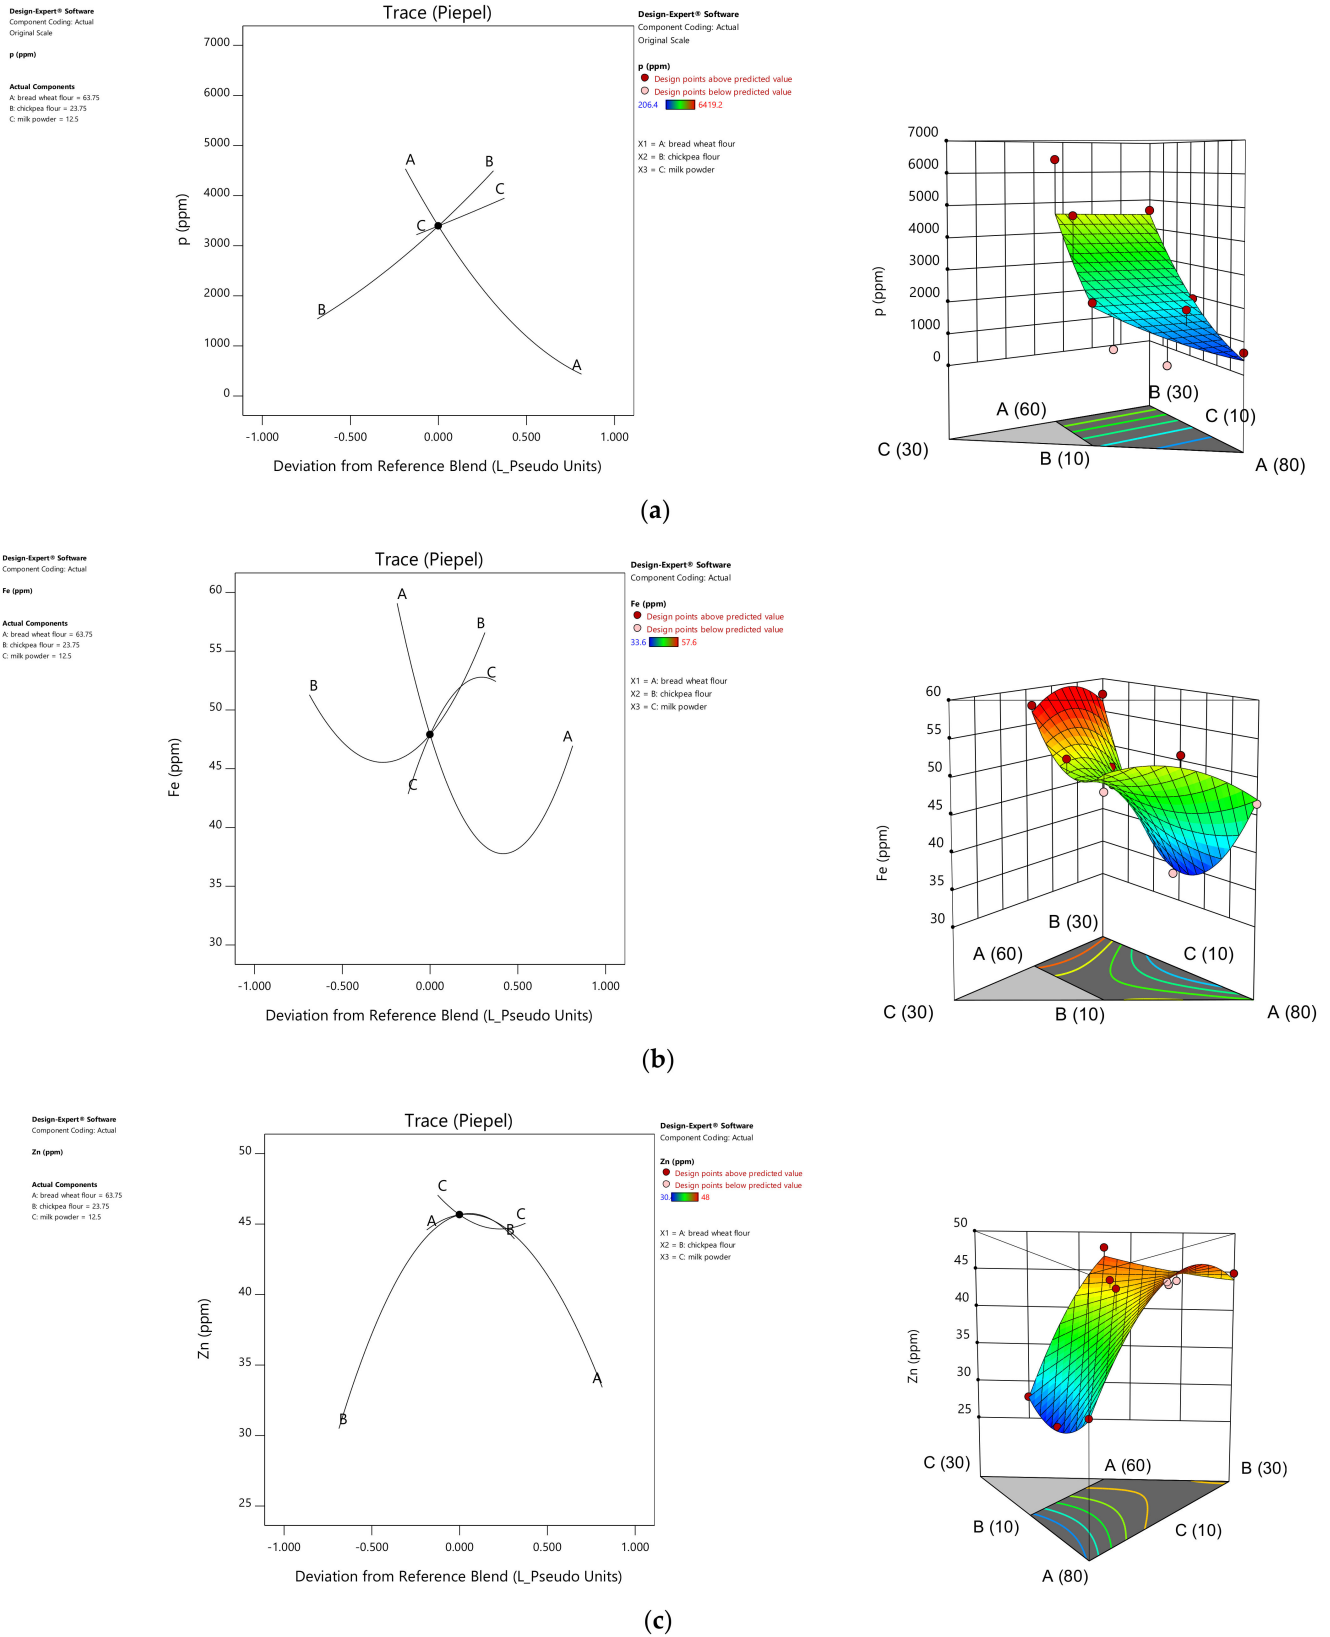 Design-Expert® Software
Component Coding: Actual
Original Scale
p (ppm)
Actual Components
A: bread wheat flour = 63.75
B: chickpea flour = 23.75
C: milk powder = 12.5
Trace (Piepel)
7000
6000
5000
4000
3000
2000
1000
0
p (ppm)
A
B
C
C
B
A
-1.000
-0.500
0.000
0.500
1.000
Deviation from Reference Blend (L_Pseudo Units)
Design-Expert® Software
Component Coding: Actual
Original Scale
p (ppm)
Design points above predicted value
Design points below predicted value
206.4
6419.2
X1 = A: bread wheat flour
X2 = B: chickpea flour
X3 = C: milk powder
7000
6000
5000
4000
3000
2000
1000
0
p (ppm)
B (30)
A (60)
C (10)
C (30)
B (10)
A (80)
(a)
Design-Expert® Software
Component Coding: Actual
Fe (ppm)
Actual Components
A: bread wheat flour = 63.75
B: chickpea flour = 23.75
C: milk powder = 12.5
Trace (Piepel)
60
55
50
45
40
35
30
Fe (ppm)
A
B
C
B
A
C
-1.000
-0.500
0.000
0.500
1.000
Deviation from Reference Blend (L_Pseudo Units)
Design-Expert® Software
Component Coding: Actual
Fe (ppm)
Design points above predicted value
Design points below predicted value
33.6
57.6
X1 = A: bread wheat flour
X2 = B: chickpea flour
X3 = C: milk powder
60
55
50
45
40
35
30
Fe (ppm)
B (30)
A (60)
C (10)
C (30)
B (10)
A (80)
(b)
Design-Expert® Software
Component Coding: Actual
Zn (ppm)
Actual Components
A: bread wheat flour = 63.75
B: chickpea flour = 23.75
C: milk powder = 12.5
Trace (Piepel)
50
45
40
35
30
25
Zn (ppm)
C
A
C
B
A
B
-1.000
-0.500
0.000
0.500
1.000
Deviation from Reference Blend (L_Pseudo Units)
Design-Expert® Software
Component Coding: Actual
Zn (ppm)
Design points above predicted value
Design points below predicted value
48
X1 = A: bread wheat flour
X2 = B: chickpea flour
X3 = C: milk powder
50
45
40
35
30
25
Zn (ppm)
C (30)
A (60)
B (30)
B (10)
C (10)
A (80)
(c)